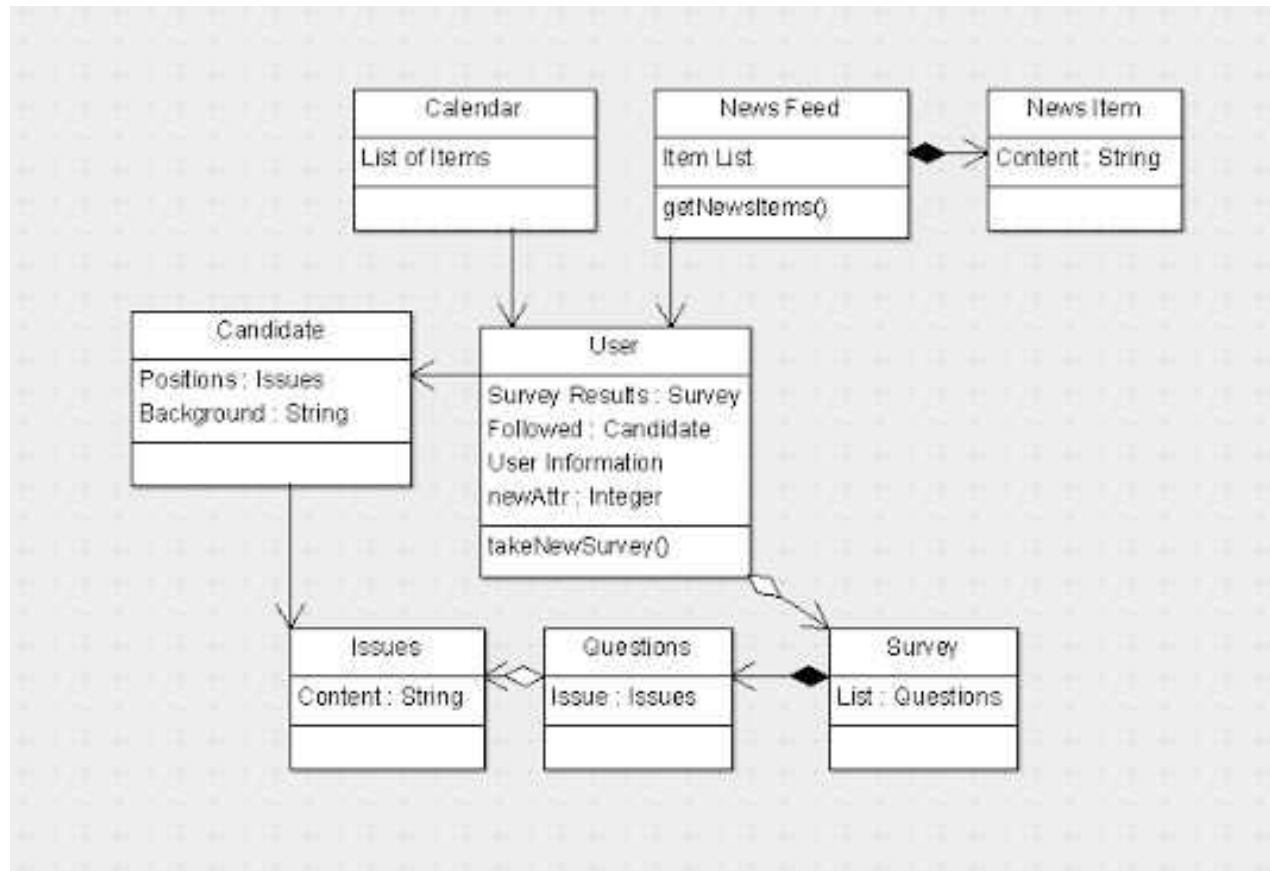 Calendar
List of Items
News Feed
Item List
getNewsItems()
News Item
Content : String
Candidate
Positions : Issues
Background : String
User
Survey Results : Survey
Followed : Candidate
User Information
newAttr : Integer
takeNewSurvey()
Issues
Content : String
Questions
Issue : Issues
Survey
List : Questions